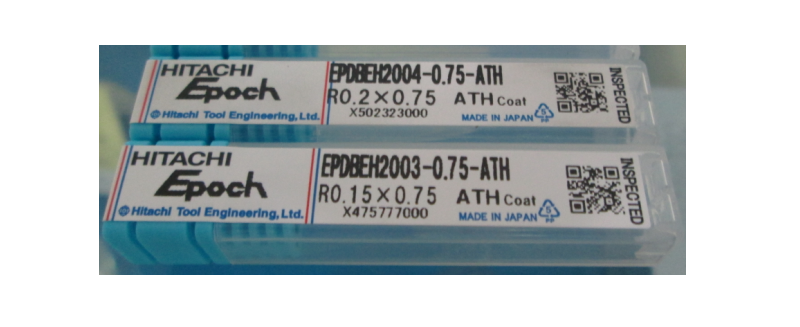 HITACHI
Epoch
Hitachi Tool Engineering,Ltd.
EPDBEH2004-0.75-ATH
R0.2×0.75 ATH Coat
X502323000
MADE IN JAPAN
INSPECTED
HITACHI
Epoch
Hitachi Tool Engineering,Ltd.
EPDBEH2003-0.75-ATH
R0.15×0.75 ATH Coat
X475777000
MADE IN JAPAN
INSPECTED